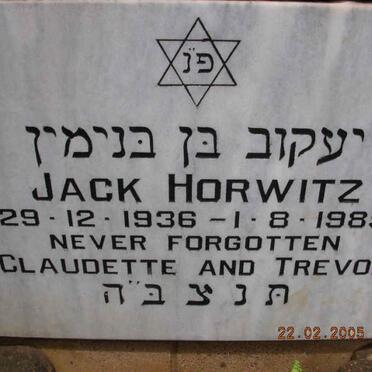 פ"נ
יעקוב בן בנימין
JACK HORWITZ
29-12-1936 - 1-8-198
NEVER FORGOTTEN
CLAUDETTE AND TREVO
תנצב"ה
22.02.2005